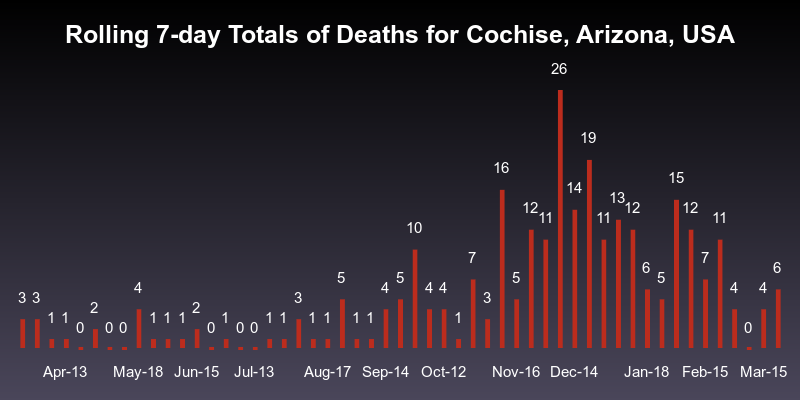 Rolling 7-day Totals of Deaths for Cochise, Arizona, USA
3 3 1 1 0 2 0 0 4 1 1 1 2 0 1 0 0 1 1 3 1 1 5 1 1 4 5 10 4 4 1 7 3 16 5 12 11 26 14 19 11 13 12 6 5 15 12 7 11 4 0 4 6
Apr-13 May-18 Jun-15 Jul-13 Aug-17 Sep-14 Oct-12 Nov-16 Dec-14 Jan-18 Feb-15 Mar-15